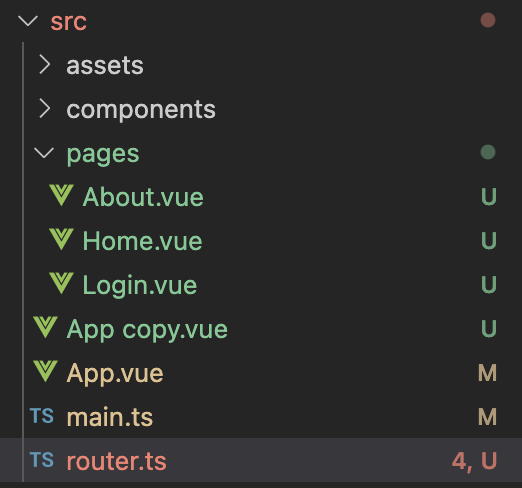 src
assets
components
pages
About.vue U
Home.vue U
Login.vue U
App copy.vue U
App.vue M
TS main.ts M
TS router.ts 4, U